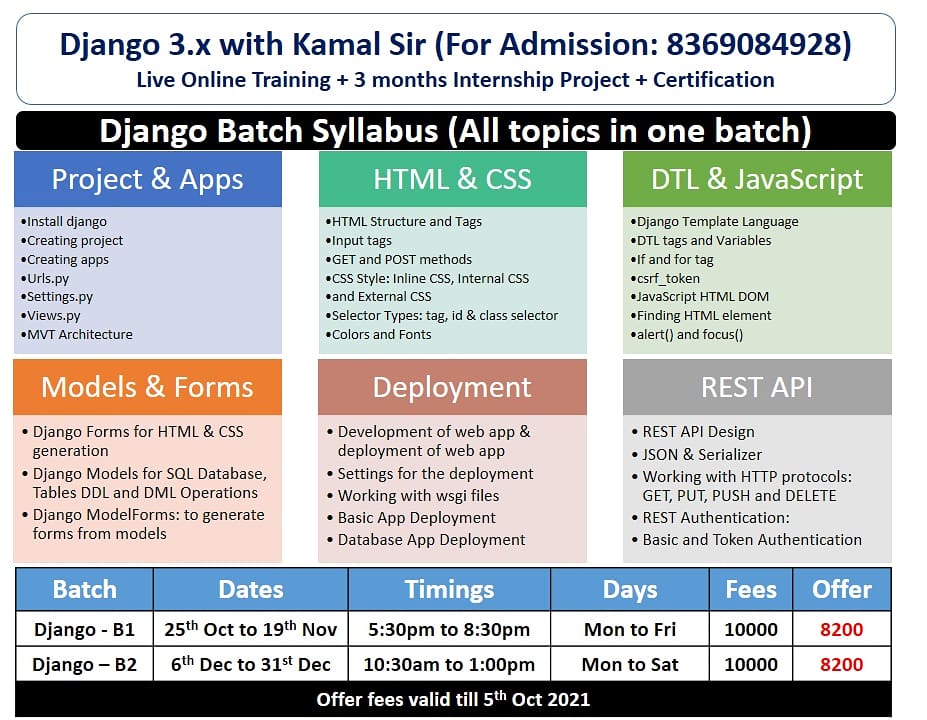 Django 3.x with Kamal Sir (For Admission: 8369084928)
Live Online Training + 3 months Internship Project + Certification
Django Batch Syllabus (All topics in one batch)
Project & Apps
•Install django
•Creating project
•Creating apps
•Urls.py
•Settings.py
•Views.py
•MVT Architecture
HTML & CSS
•HTML Structure and Tags
•Input tags
•GET and POST methods
•CSS Style: Inline CSS, Internal CSS
•and External CSS
•Selector Types: tag, id & class selector
•Colors and Fonts
DTL & JavaScript
•Django Template Language
•DTL tags and Variables
•If and for tag
•csrf_token
•JavaScript HTML DOM
•Finding HTML element
•alert() and focus()
Models & Forms
• Django Forms for HTML & CSS
generation
• Django Models for SQL Database,
Tables DDL and DML Operations
• Django ModelForms: to generate
forms from models
Deployment
• Development of web app &
deployment of web app
• Settings for the deployment
• Working with wsgi files
• Basic App Deployment
• Database App Deployment
REST API
• REST API Design
• JSON & Serializer
• Working with HTTP protocols:
GET, PUT, PUSH and DELETE
• REST Authentication:
• Basic and Token Authentication
Batch Dates Timings Days Fees Offer
Django - B1 25th Oct to 19th Nov 5:30pm to 8:30pm Mon to Fri 10000 8200
Django – B2 6th Dec to 31st Dec 10:30am to 1:00pm Mon to Sat 10000 8200
Offer fees valid till 5th Oct 2021